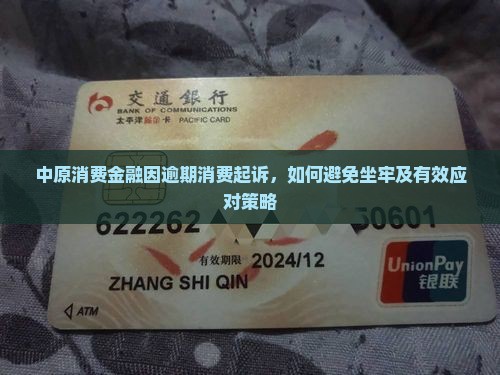 交通銀行
BANK OF COMMUNICATIONS
太平洋 卡 PACIFIC CARD
中原消费金融因逾期消费起诉，如何避免坐牢及有效应
对策略
622262 50601
有效期限 2024/12
ZHANG SHI QIN
ATM
UnionPay
银联